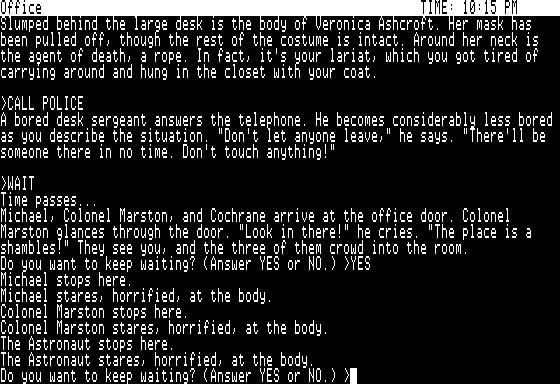 Office TIME: 10:15 PM
Slumped behind the large desk is the body of Veronica Ashcroft. Her mask has
been pulled off, though the rest of the costume is intact. Around her neck is
the agent of death, a rope. In fact, it's your lariat, which you got tired of
carrying around and hung in the closet with your coat.
>CALL POLICE
A bored desk sergeant answers the telephone. He becomes considerably less bored
as you describe the situation. "Don't let anyone leave," he says. "There'll be
someone there in no time. Don't touch anything!"
>WAIT
Time passes...
Michael, Colonel Marston, and Cochrane arrive at the office door. Colonel
Marston glances through the door. "Look in there!" he cries. "The place is a
shambles!" They see you, and the three of them crowd into the room.
Do you want to keep waiting? (Answer YES or NO.) >YES
Michael stops here.
Michael stares, horrified, at the body.
Colonel Marston stops here.
Colonel Marston stares, horrified, at the body.
The Astronaut stops here.
The Astronaut stares, horrified, at the body.
Do you want to keep waiting? (Answer YES or NO.) >